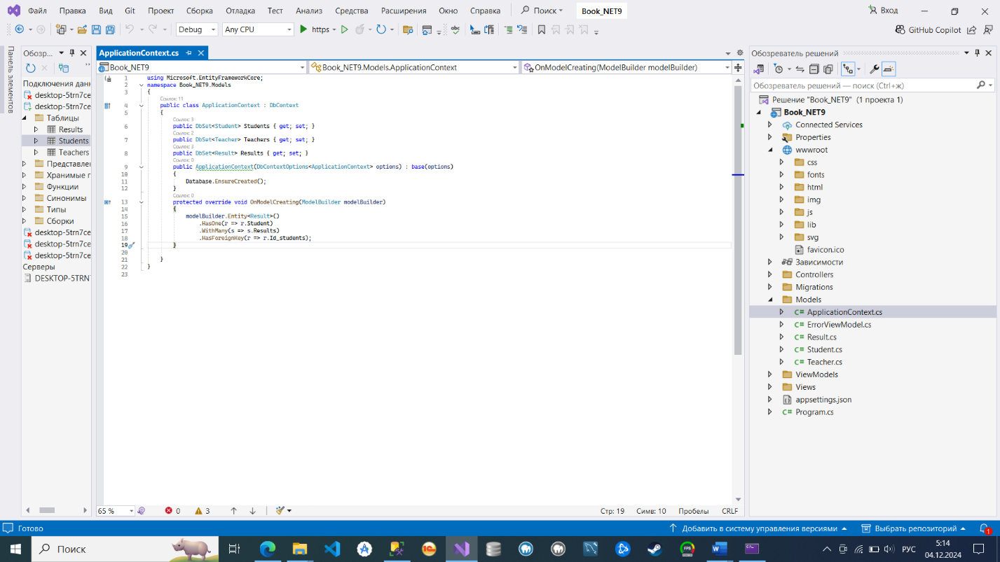 Файл Правка Вид Git Проект Сборка Отладка Тест Анализ Средства Расширения Окно Справка Поиск Book_NET9 Вход
Debug Any CPU https GitHub Copilot
Панель элементов
Обозр...
Подключения дан
desktop-5trn7ce
desktop-5trn7ce
Таблицы
Results
Students
Teachers
Представлен
Хранимые г
Функции
Синонимы
Типы
Сборки
desktop-5trn7ce
desktop-5trn7ce
desktop-5trn7ce
Серверы
DESKTOP-5TRN
ApplicationContext.cs
Book_NET9 Book_NET9.Models.ApplicationContext OnModelCreating(ModelBuilder modelBuilder)
1 using Microsoft.EntityFrameworkCore;
2 namespace Book_NET9.Models
3 {
Ссылок: 11
4 public class ApplicationContext : DbContext
5 {
Ссылок: 3
6 public DbSet<Student> Students { get; set; }
Ссылок: 2
7 public DbSet<Teacher> Teachers { get; set; }
Ссылок: 3
8 public DbSet<Result> Results { get; set; }
Ссылок: 0
9 public ApplicationContext(DbContextOptions<ApplicationContext> options) : base(options)
10 {
11 Database.EnsureCreated();
12 }
Ссылок: 0
13 protected override void OnModelCreating(ModelBuilder modelBuilder)
14 {
15 modelBuilder.Entity<Result>()
16 .HasOne(r => r.Student)
17 .WithMany(s => s.Results)
18 .HasForeignKey(r => r.Id_students);
19 }
20
21 }
22 }
23
65 % 0 3 Стр: 19 Симв: 10 Пробелы CRLF
Обозреватель решений
Обозреватель решений — поиск (Ctrl+ж)
Решение "Book_NET9" (1 проекта 1)
Book_NET9
Connected Services
Properties
wwwroot
css
fonts
html
img
js
lib
svg
favicon.ico
Зависимости
Controllers
Migrations
Models
C# ApplicationContext.cs
C# ErrorViewModel.cs
C# Result.cs
C# Student.cs
C# Teacher.cs
ViewModels
Views
appsettings.json
C# Program.cs
Готово Добавить в систему управления версиями Выбрать репозиторий 1
Поиск РУС 5:14
04.12.2024